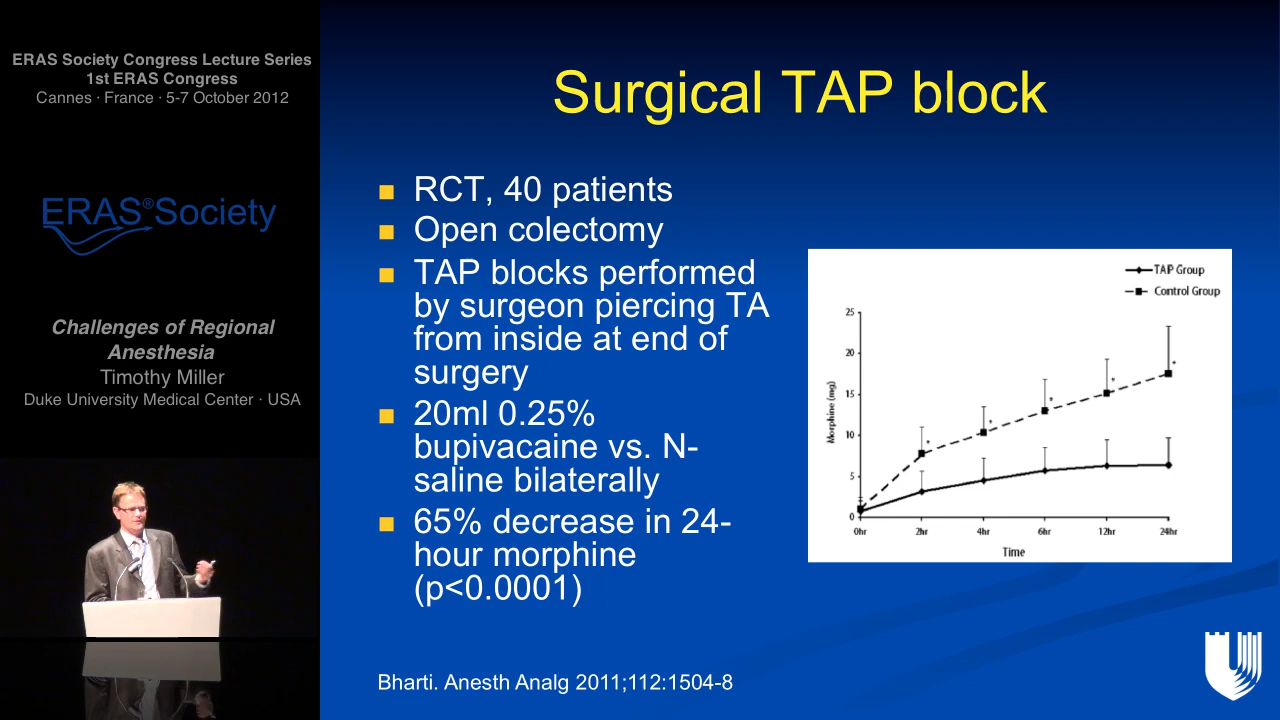 ERAS Society Congress Lecture Series
1st ERAS Congress
Cannes · France · 5-7 October 2012
ERAS®Society
Challenges of Regional
Anesthesia
Timothy Miller
Duke University Medical Center · USA
Surgical TAP block
RCT, 40 patients
Open colectomy
TAP blocks performed
by surgeon piercing TA
from inside at end of
surgery
20ml 0.25%
bupivacaine vs. N-
saline bilaterally
65% decrease in 24-
hour morphine
(p<0.0001)
TAP Group
Control Group
25
20
15
10
5
0
Morphine (mg)
* * * * *
0hr 2hr 4hr 6hr 12hr 24hr
Time
Bharti. Anesth Analg 2011;112:1504-8